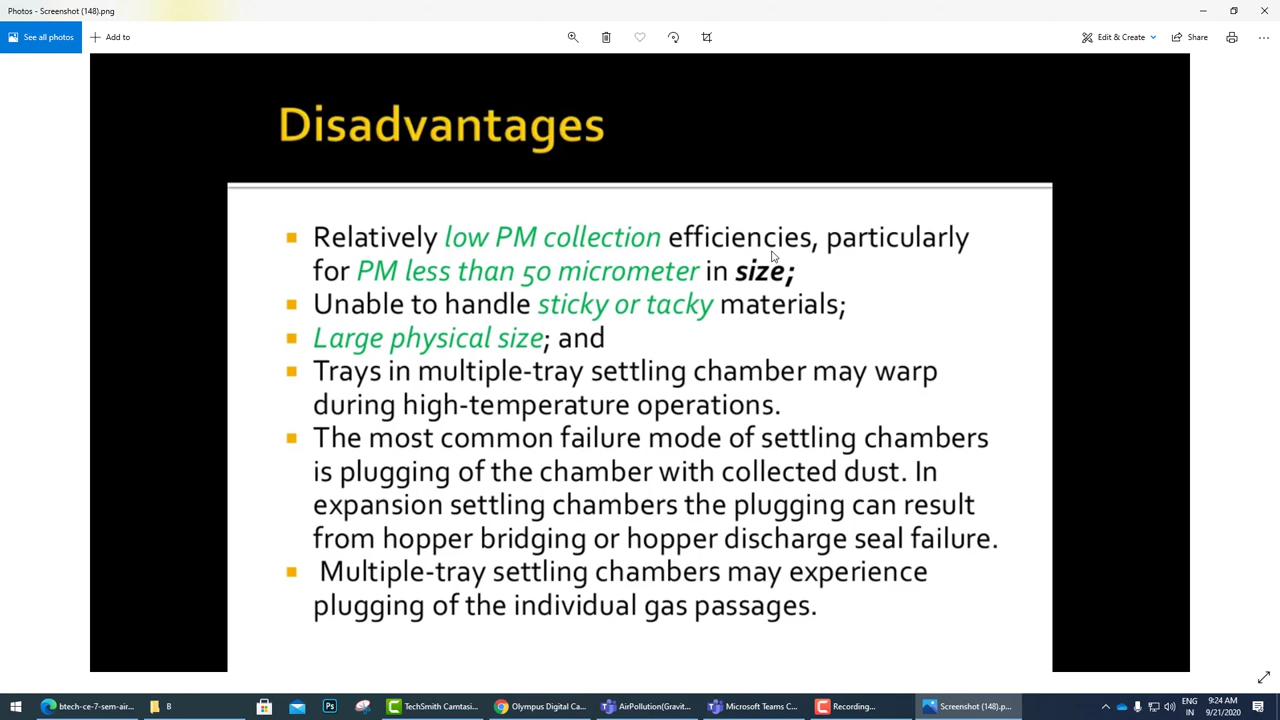 Photos - Screenshot (148).png
See all photos
Add to
Edit & Create
Share
Disadvantages
Relatively low PM collection efficiencies, particularly
for PM less than 50 micrometer in size;
Unable to handle sticky or tacky materials;
Large physical size; and
Trays in multiple-tray settling chamber may warp
during high-temperature operations.
The most common failure mode of settling chambers
is plugging of the chamber with collected dust. In
expansion settling chambers the plugging can result
from hopper bridging or hopper discharge seal failure.
Multiple-tray settling chambers may experience
plugging of the individual gas passages.
btech-ce-7-sem-air...
B
Ps
TechSmith Camtasi...
Olympus Digital Ca...
AirPollution(Gravit...
Microsoft Teams C...
Recording...
Screenshot (148).p...
ENG
IN
9:24 AM
9/21/2020